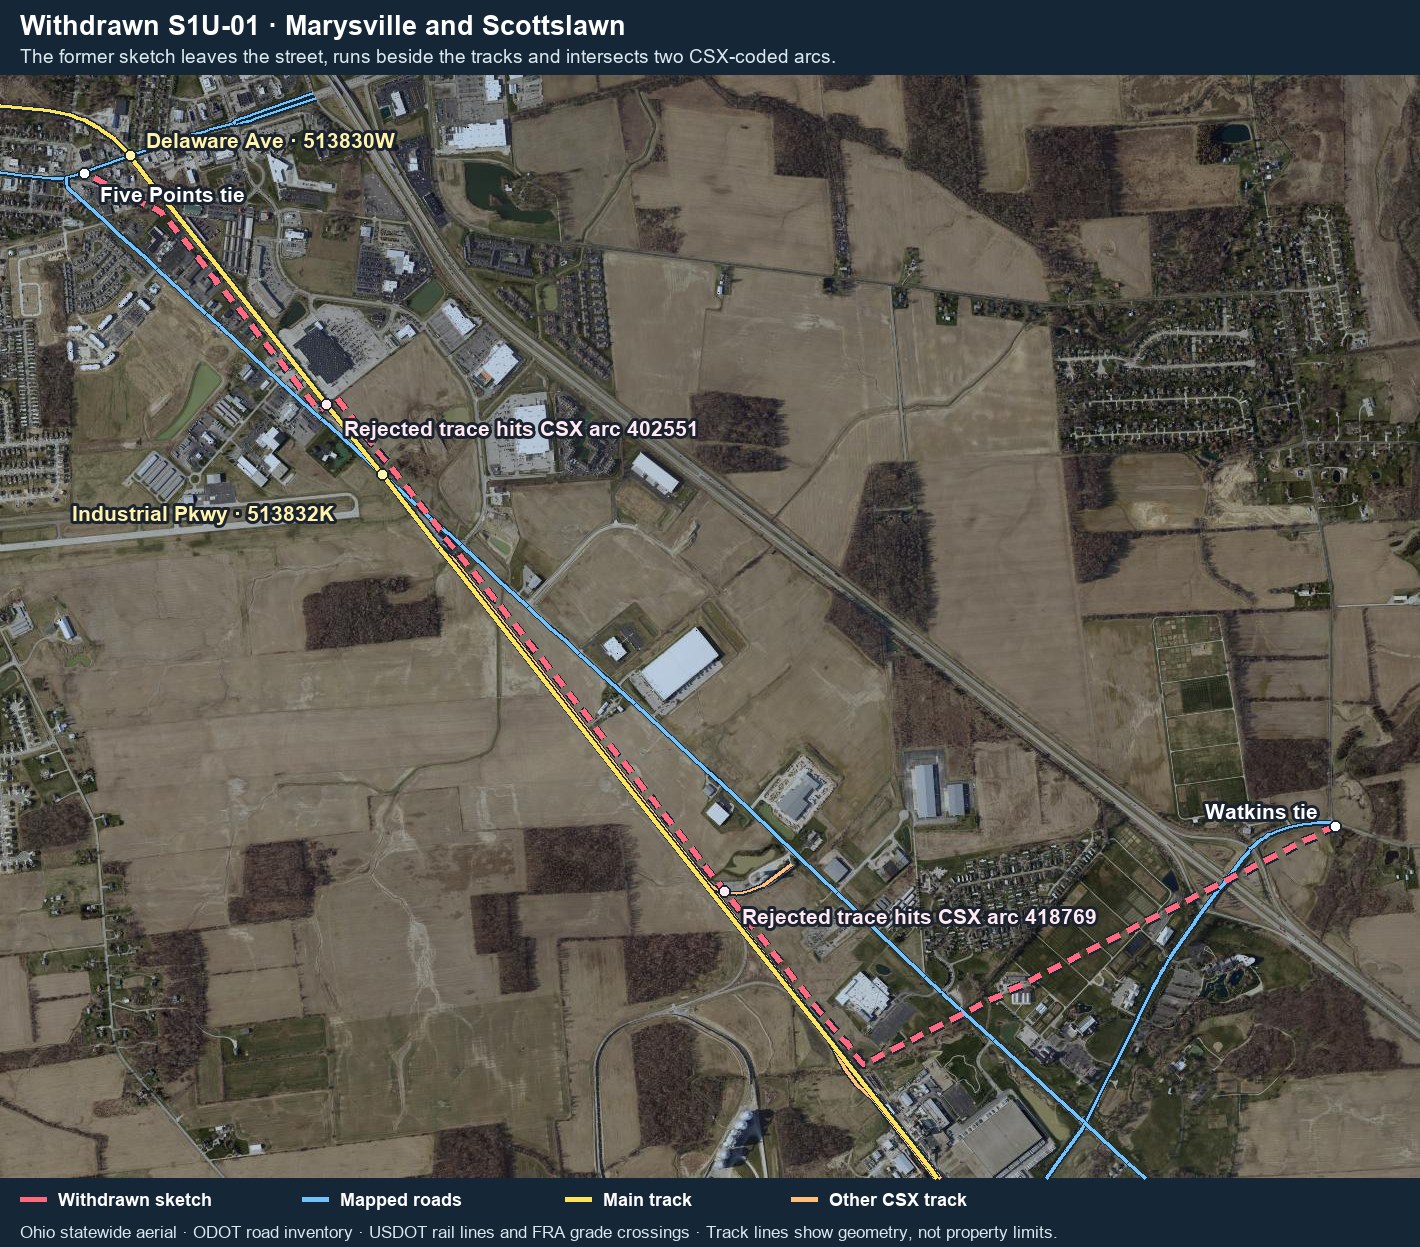 Withdrawn S1U-01 · Marysville and Scottslawn
The former sketch leaves the street, runs beside the tracks and intersects two CSX-coded arcs.
Delaware Ave · 513830W
Five Points tie
Rejected trace hits CSX arc 402551
Industrial Pkwy · 513832K
Watkins tie
Rejected trace hits CSX arc 418769
Withdrawn sketch
Mapped roads
Main track
Other CSX track
Ohio statewide aerial · ODOT road inventory · USDOT rail lines and FRA grade crossings · Track lines show geometry, not property limits.